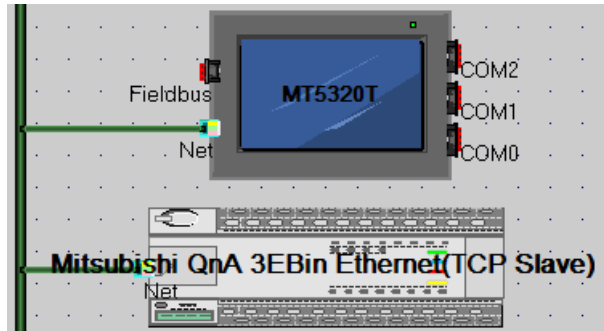 COM2
Fieldbus
MT5320T
COM1
Net
COM0
Mitsubishi QnA 3EBin Ethernet(TCP Slave)
Net